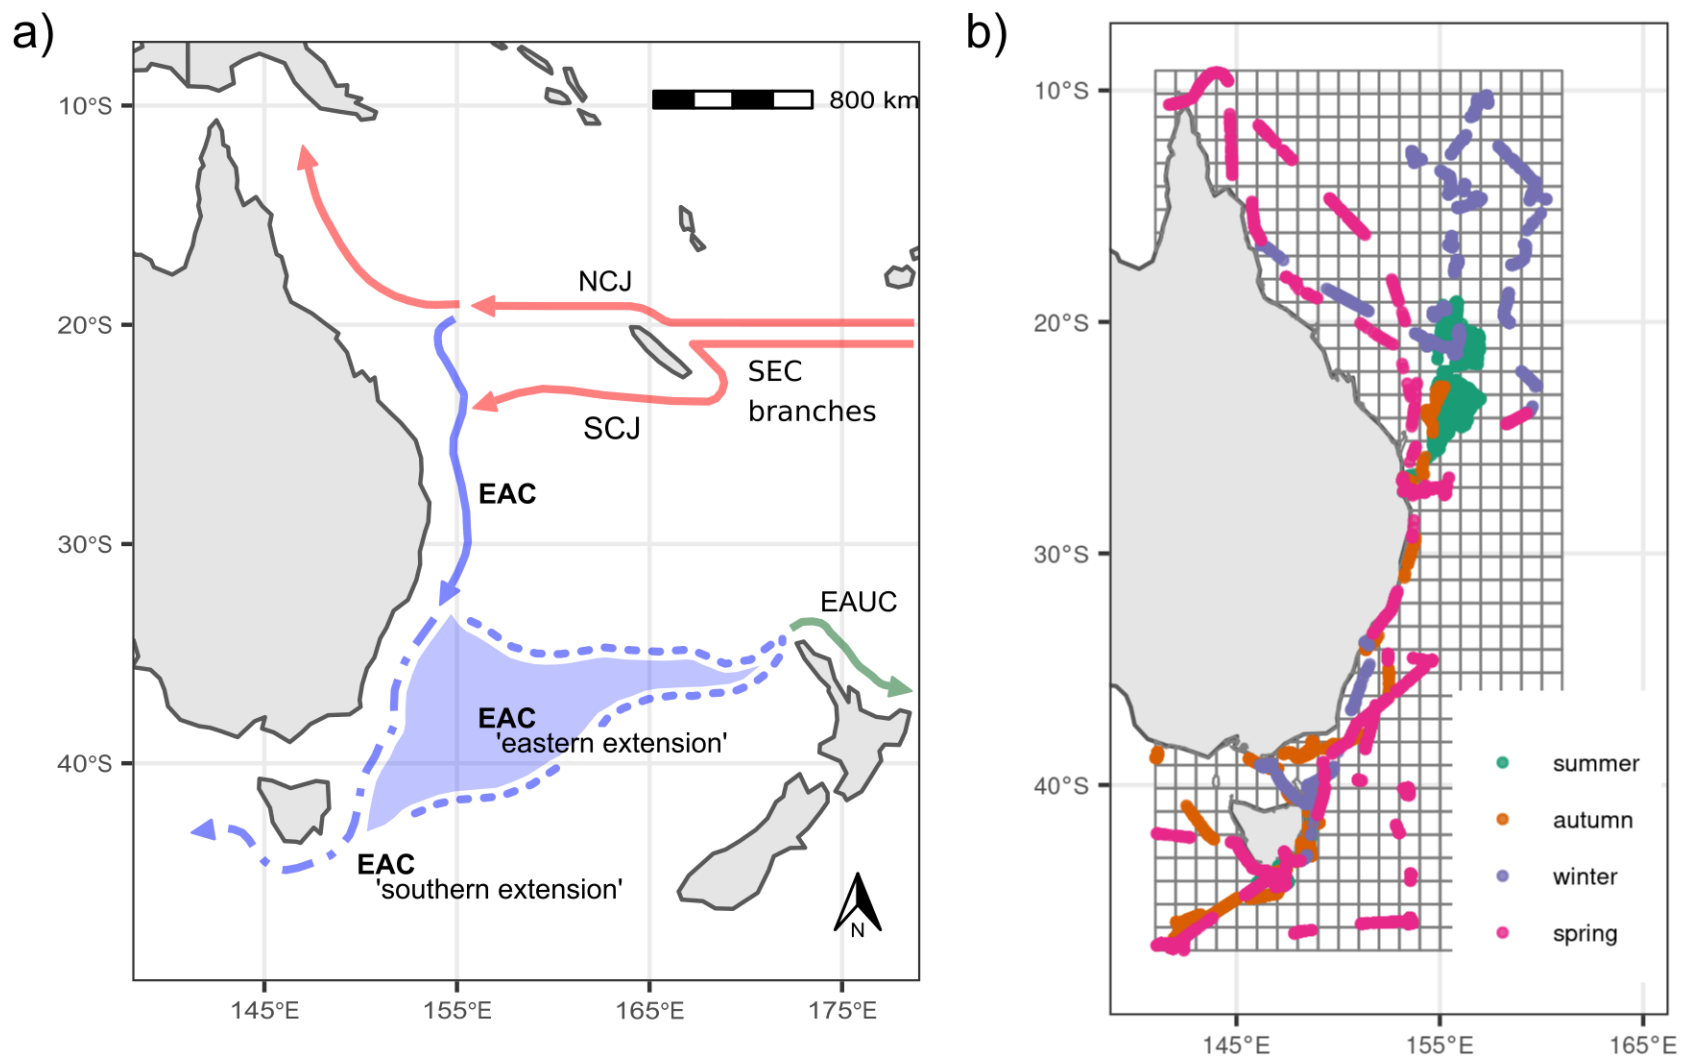 a)
800 km
10°S
20°S
30°S
40°S
NCJ
SEC
branches
SCJ
EAC
EAUC
EAC
'eastern extension'
EAC
'southern extension'
N
145°E
155°E
165°E
175°E
b)
10°S
20°S
30°S
40°S
summer
autumn
winter
spring
145°E
155°E
165°E